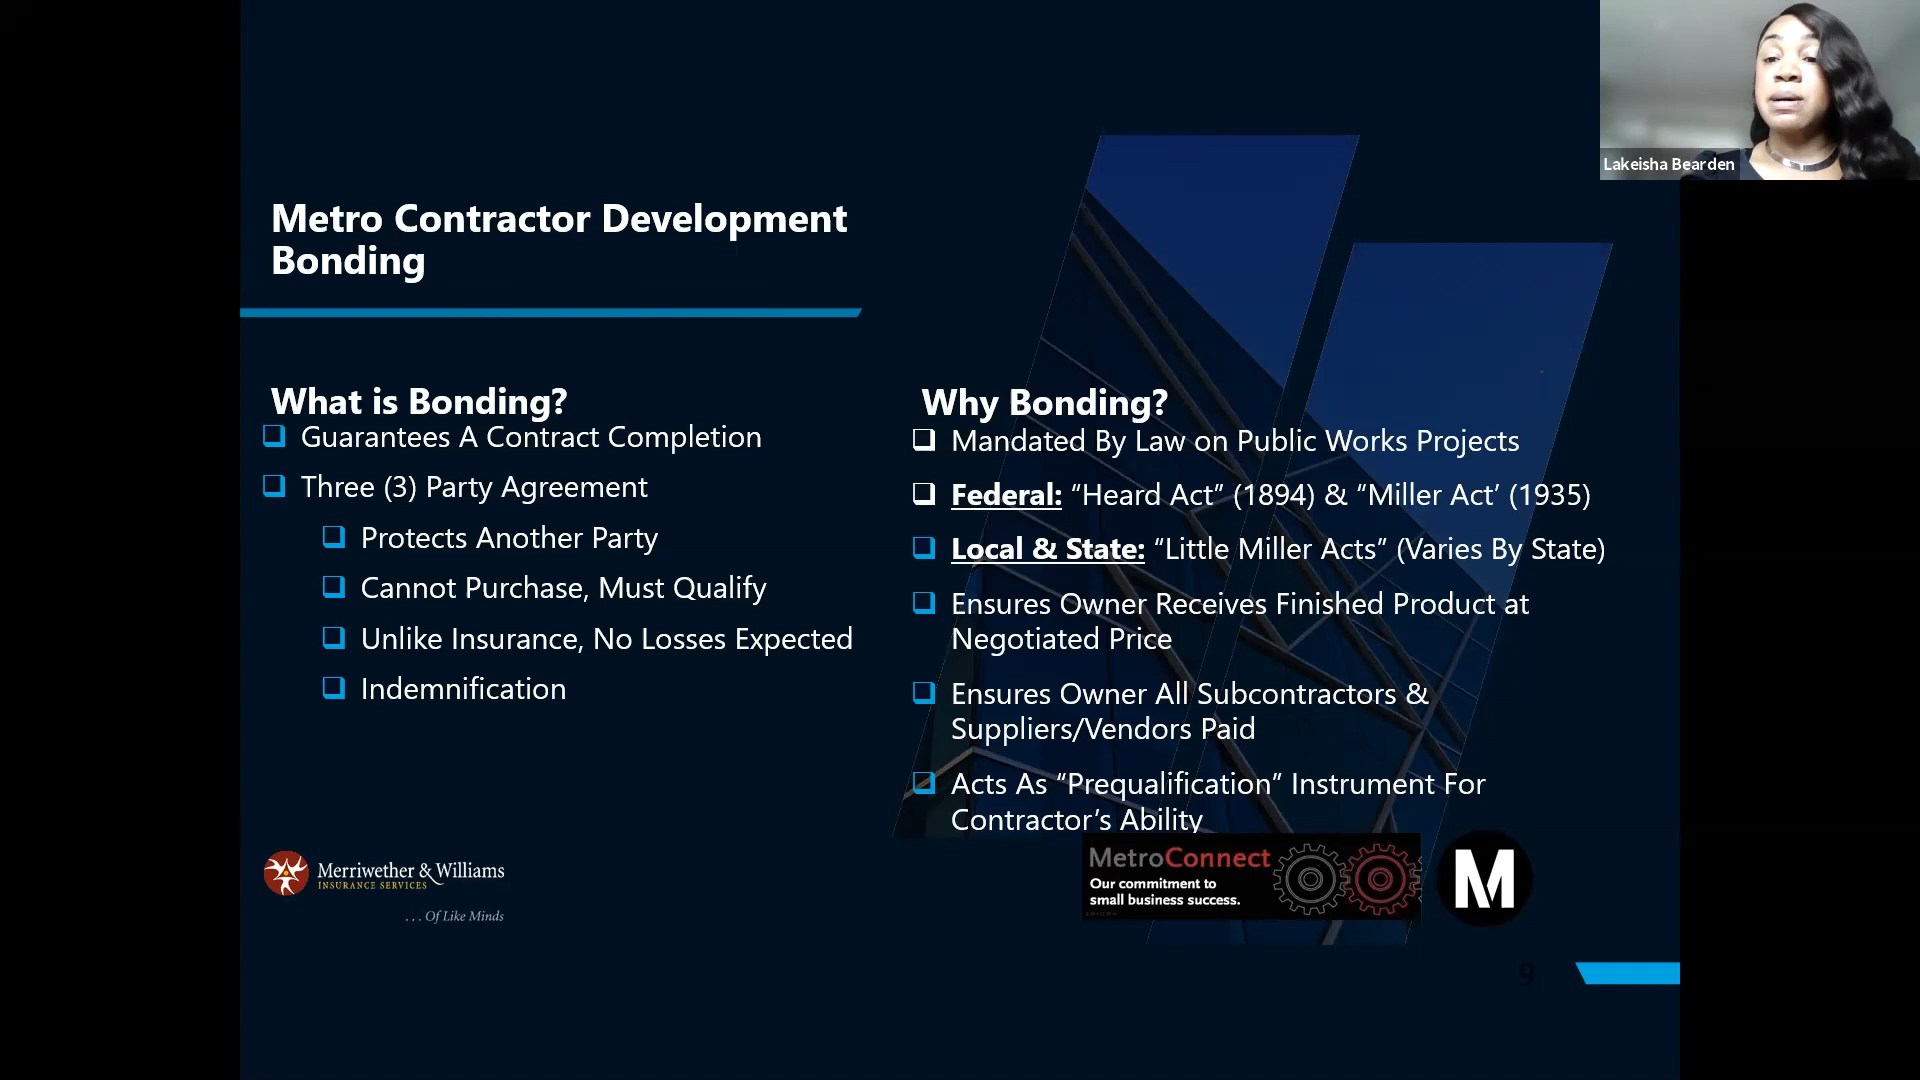 Lakeisha Bearden
Metro Contractor Development
Bonding
What is Bonding?
Guarantees A Contract Completion
Three (3) Party Agreement
Protects Another Party
Cannot Purchase, Must Qualify
Unlike Insurance, No Losses Expected
Indemnification
Why Bonding?
Mandated By Law on Public Works Projects
Federal: “Heard Act” (1894) & “Miller Act’ (1935)
Local & State: “Little Miller Acts” (Varies By State)
Ensures Owner Receives Finished Product at
Negotiated Price
Ensures Owner All Subcontractors &
Suppliers/Vendors Paid
Acts As “Prequalification” Instrument For
Contractor’s Ability
Merriwether & Williams
INSURANCE SERVICES
. . . Of Like Minds
MetroConnect
Our commitment to
small business success.
M
9